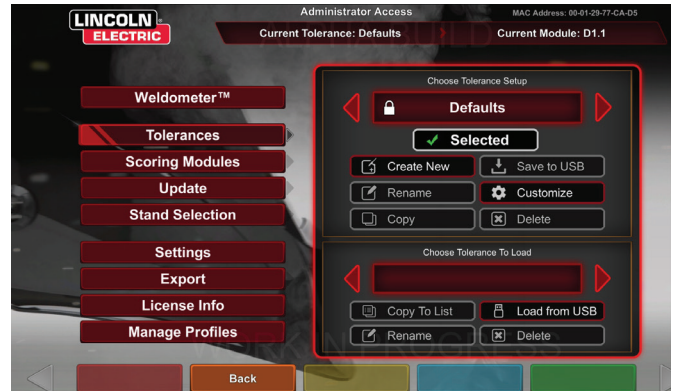 LINCOLN
ELECTRIC
Administrator Access
MAC Address: 00-01-29-77-CA-D5
Current Tolerance: Defaults
Current Module: D1.1
Weldometer™
Tolerances
Scoring Modules
Update
Stand Selection
Settings
Export
License Info
Manage Profiles
Choose Tolerance Setup
Defaults
Selected
Create New
Save to USB
Rename
Customize
Copy
Delete
Choose Tolerance To Load
Copy To List
Load from USB
Rename
Delete
WORK IN PROGRESS
Back